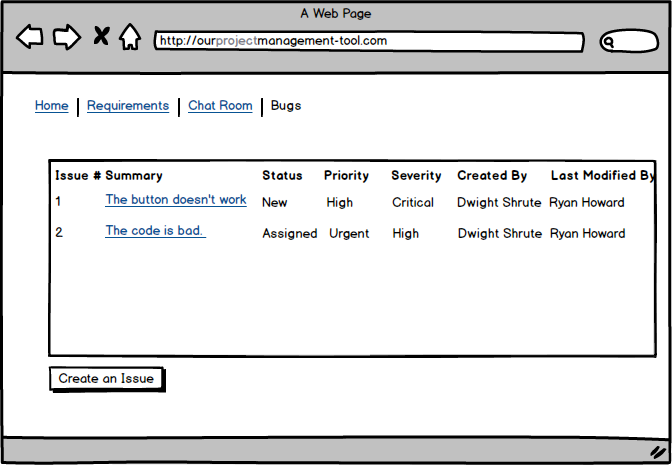 A Web Page
http://ourprojectmanagement-tool.com
Home | Requirements | Chat Room | Bugs
Issue # Summary Status Priority Severity Created By Last Modified By
1 The button doesn't work New High Critical Dwight Shrute Ryan Howard
2 The code is bad. Assigned Urgent High Dwight Shrute Ryan Howard
Create an Issue